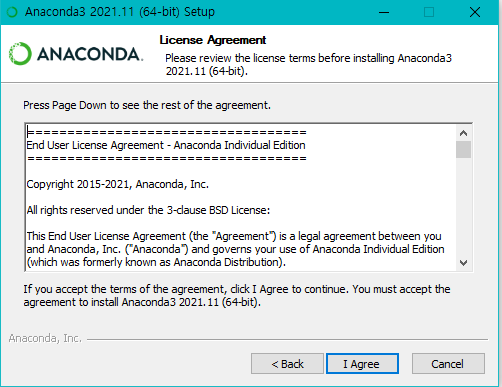 Anaconda3 2021.11 (64-bit) Setup
ANACONDA.
License Agreement
Please review the license terms before installing Anaconda3
2021.11 (64-bit).
Press Page Down to see the rest of the agreement.
===================================
End User License Agreement - Anaconda Individual Edition
===================================
Copyright 2015-2021, Anaconda, Inc.
All rights reserved under the 3-clause BSD License:
This End User License Agreement (the "Agreement") is a legal agreement between you
and Anaconda, Inc. ("Anaconda") and governs your use of Anaconda Individual Edition
(which was formerly known as Anaconda Distribution).
If you accept the terms of the agreement, click I Agree to continue. You must accept the
agreement to install Anaconda3 2021.11 (64-bit).
Anaconda, Inc.
< Back
I Agree
Cancel